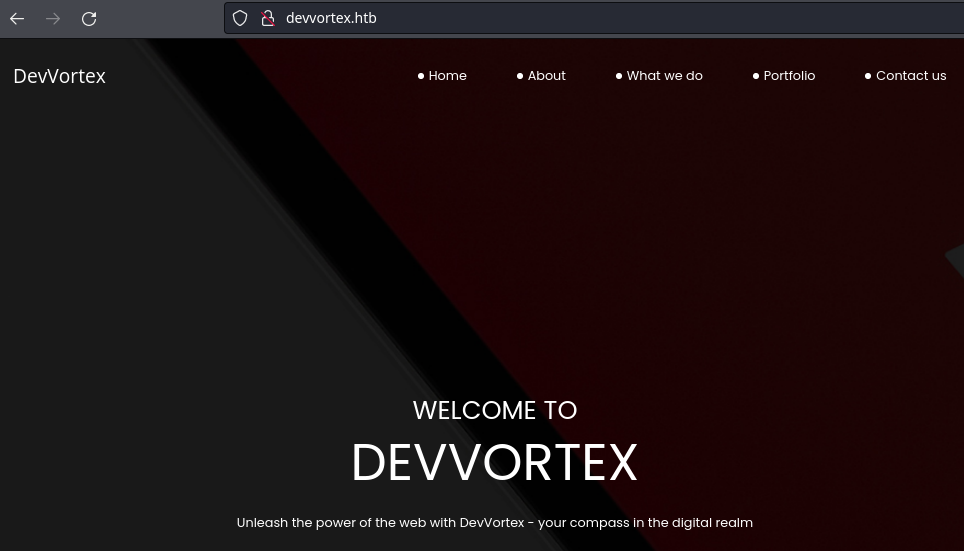 devvortex.htb
DevVortex
Home About What we do Portfolio Contact us
WELCOME TO
DEVVORTEX
Unleash the power of the web with DevVortex - your compass in the digital realm